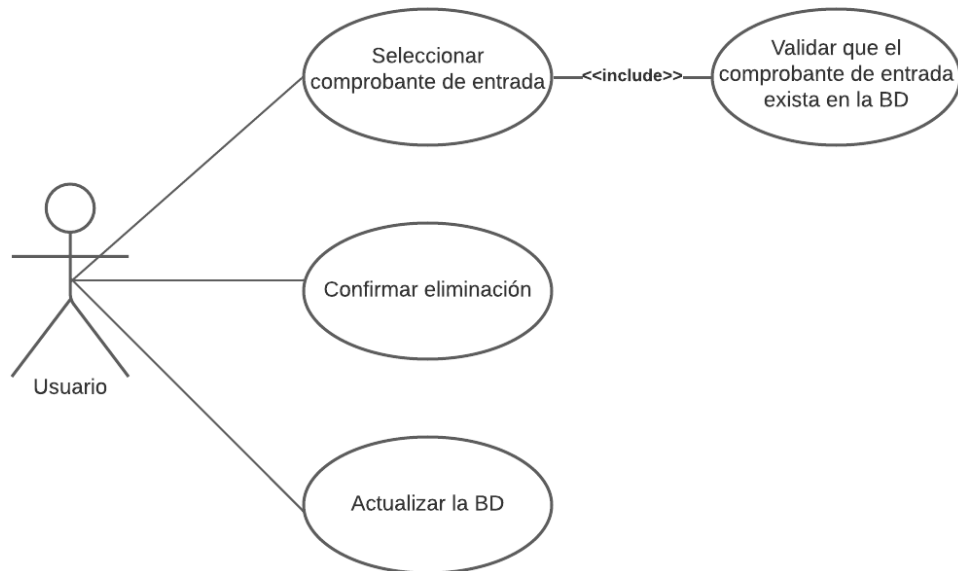 Seleccionar
comprobante de entrada
<<include>>
Validar que el
comprobante de entrada
exista en la BD
Confirmar eliminación
Usuario
Actualizar la BD